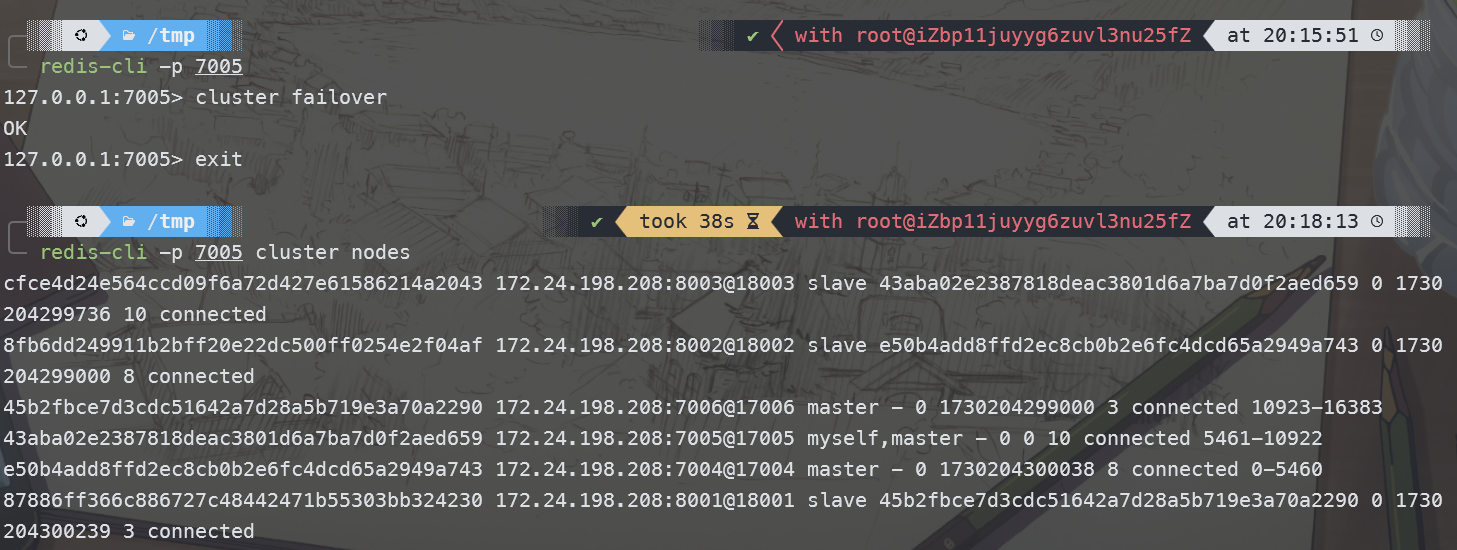 /tmp ✔ with root@iZbp11juyyg6zuvl3nu25fZ at 20:15:51
redis-cli -p 7005
127.0.0.1:7005> cluster failover
OK
127.0.0.1:7005> exit
/tmp ✔ took 38s with root@iZbp11juyyg6zuvl3nu25fZ at 20:18:13
redis-cli -p 7005 cluster nodes
cfce4d24e564ccd09f6a72d427e61586214a2043 172.24.198.208:8003@18003 slave 43aba02e2387818deac3801d6a7ba7d0f2aed659 0 1730
204299736 10 connected
8fb6dd249911b2bff20e22dc500ff0254e2f04af 172.24.198.208:8002@18002 slave e50b4add8ffd2ec8cb0b2e6fc4dcd65a2949a743 0 1730
204299000 8 connected
45b2fbce7d3cdc51642a7d28a5b719e3a70a2290 172.24.198.208:7006@17006 master - 0 1730204299000 3 connected 10923-16383
43aba02e2387818deac3801d6a7ba7d0f2aed659 172.24.198.208:7005@17005 myself,master - 0 0 10 connected 5461-10922
e50b4add8ffd2ec8cb0b2e6fc4dcd65a2949a743 172.24.198.208:7004@17004 master - 0 1730204300038 8 connected 0-5460
87886ff366c886727c48442471b55303bb324230 172.24.198.208:8001@18001 slave 45b2fbce7d3cdc51642a7d28a5b719e3a70a2290 0 1730
204300239 3 connected